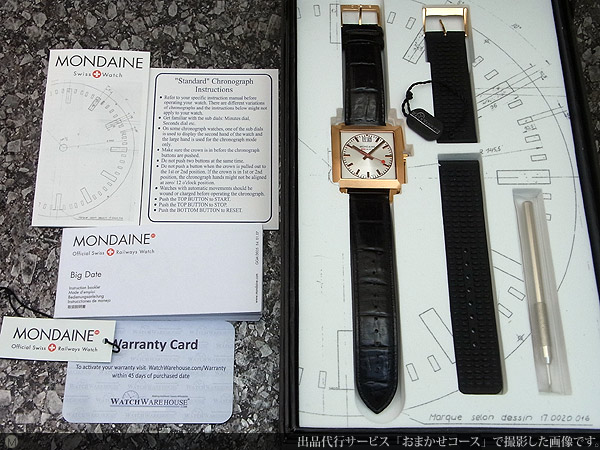 MONDAINE
Swiss Watch
"Standard" Chronograph
Instructions
• Refer to your specific instruction manual before
operating your watch. There are different variations
of chronographs and the instructions below might not
apply to your watch.
• Get familiar with the sub dials: Minutes dial,
Seconds dial etc.
• On some chronograph watches, one of the sub dials
is used to display the second hand of the watch and
the large hand is used for the chronograph mode
only.
• Make sure the crown is in before the chronograph
buttons are pushed.
• Do not push two buttons at the same time.
• Do not push a button when the crown is pulled out to
the 1st or 2nd position. If the crown is in 1st or 2nd
position, the chronograph hands might not be aligned
at zero/ 12 o'clock position.
• Watches with automatic movements should be
wound or charged before operating the chronograph.
• Push the TOP BUTTON to START.
• Push the TOP BUTTON to STOP.
• Push the BOTTOM BUTTON to RESET.
MONDAINE
Official Swiss Railways Watch
Big Date
Instruction booklet
Mode d'emploi
Bedienungsanleitung
Instrucciones de manejo
取扱説明書
MONDAINE
Official Swiss Railways Watch
Warranty Card
To activate your warranty visit WatchWarehouse.com/Warranty
within 45 days of purchased date
WATCHWAREHOUSE
Marque selon dessin 17.0020.016
出品代行サービス「おまかせコース」で撮影した画像です。